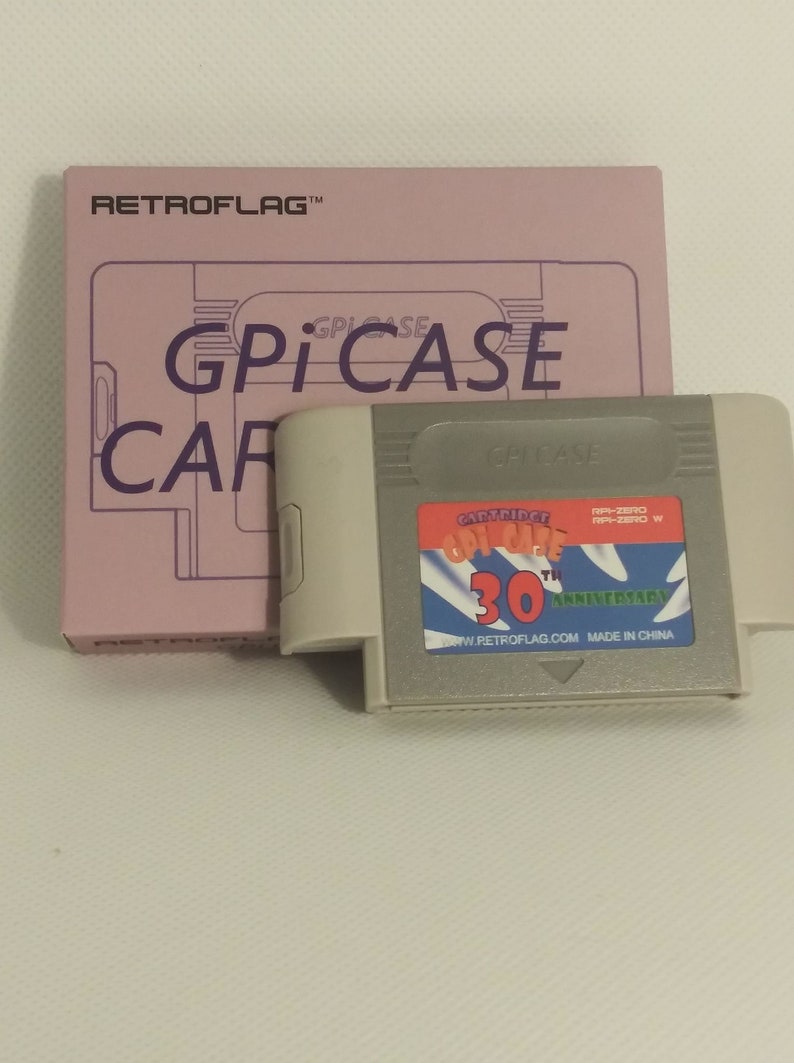 RETROFLAG™
GPi CASE
GPi CASE
CAR
RETROFLAG
GPI CASE
CARTRIDGE
GPI CASE
RPI-ZERO
RPI-ZERO W
30TH
ANNIVERSARY
WWW.RETROFLAG.COM MADE IN CHINA